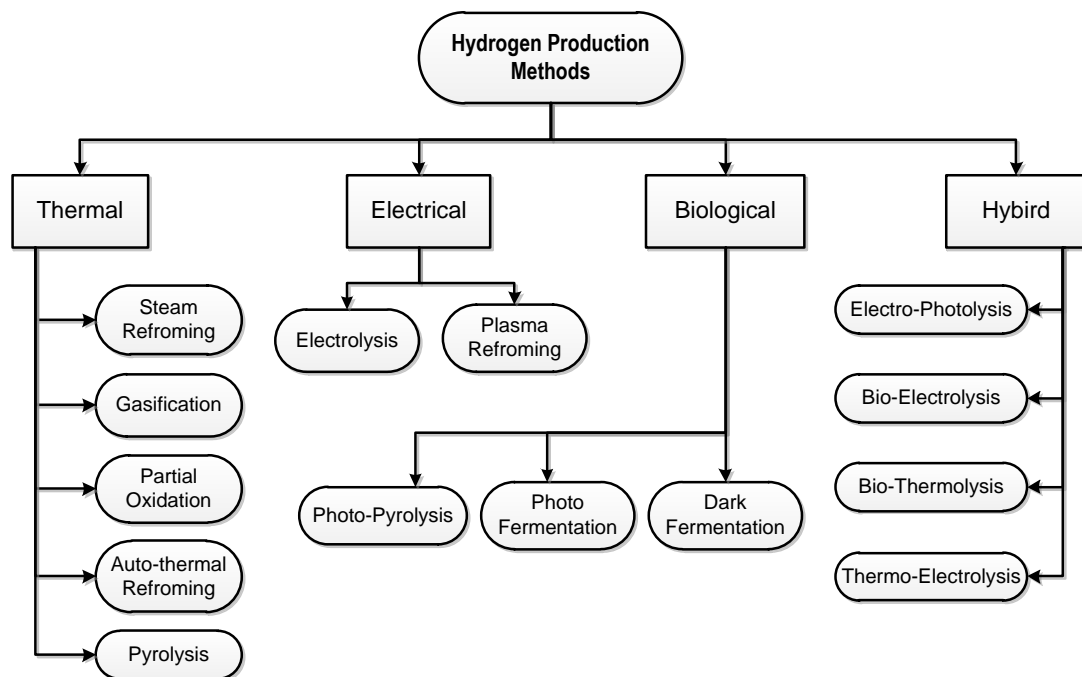 Hydrogen Production
Methods
Thermal
Electrical
Biological
Hybird
Steam
Refroming
Gasification
Partial
Oxidation
Auto-thermal
Refroming
Pyrolysis
Electrolysis
Plasma
Refroming
Photo-Pyrolysis
Photo
Fermentation
Dark
Fermentation
Electro-Photolysis
Bio-Electrolysis
Bio-Thermolysis
Thermo-Electrolysis